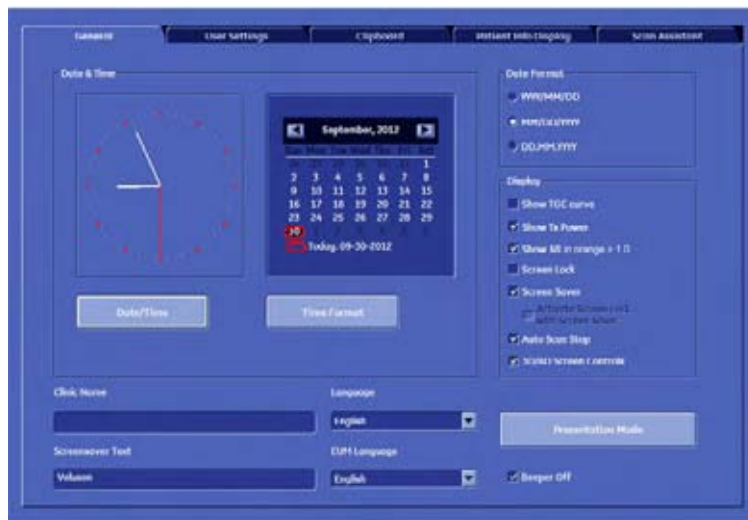 General User Settings Clipboard Patient Info Display Scan Assistant
Date & Time
September, 2012
Sun Mon Tue Wed Thu Fri Sat
1
2 3 4 5 6 7 8
9 10 11 12 13 14 15
16 17 18 19 20 21 22
23 24 25 26 27 28 29
30
Today: 09-30-2012
Date/Time Time Format
Date Format
YYYY/MM/DD
MM/DD/YYYY
DD.MM.YYYY
Display
Show TGC curve
Show Tx Power
Show MI in orange > 1.0
Screen Lock
Screen Saver
Auto Scan Stop
Clinic Name
Screensaver Text
Voluson
Language
English
EUM Language
English
Presentation Mode
Beeper Off